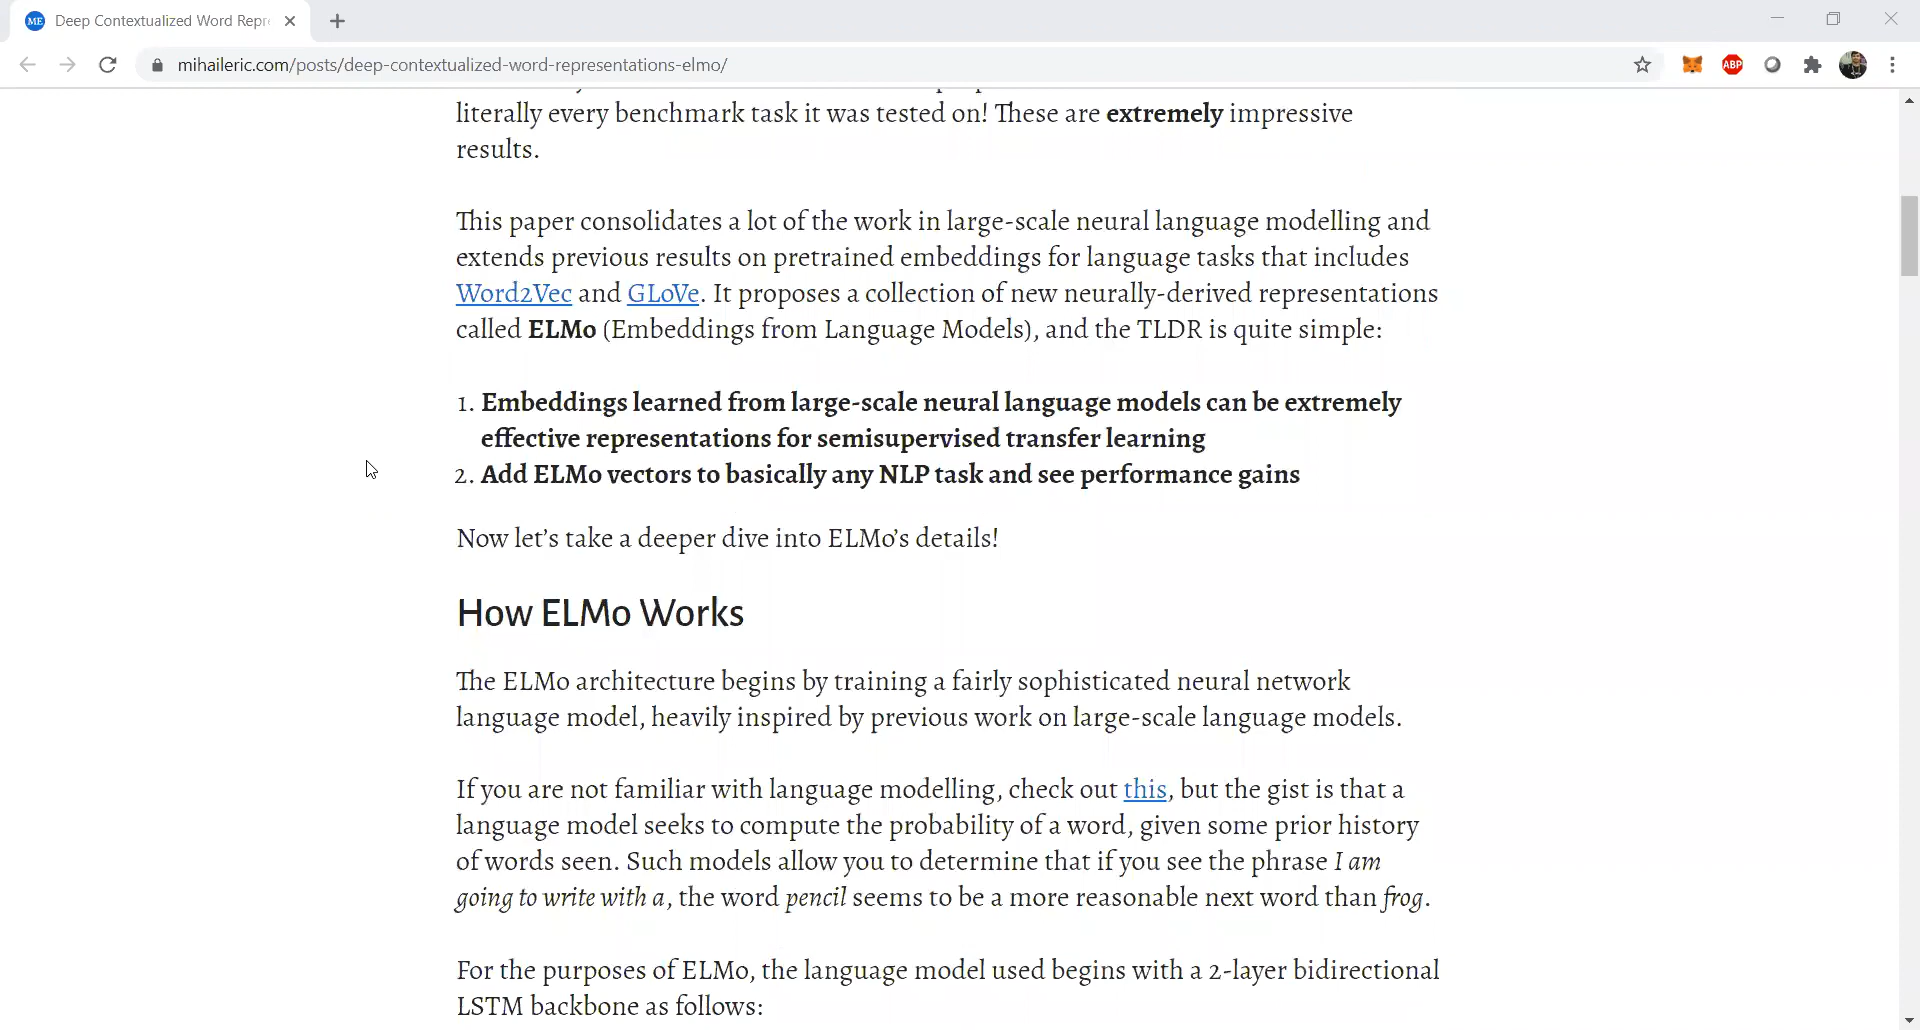 ME Deep Contextualized Word Repre
mihaileric.com/posts/deep-contextualized-word-representations-elmo/
ABP
literally every benchmark task it was tested on! These are extremely impressive
results.
This paper consolidates a lot of the work in large-scale neural language modelling and
extends previous results on pretrained embeddings for language tasks that includes
Word2Vec and GLoVe. It proposes a collection of new neurally-derived representations
called ELMo (Embeddings from Language Models), and the TLDR is quite simple:
1. Embeddings learned from large-scale neural language models can be extremely
effective representations for semisupervised transfer learning
2. Add ELMo vectors to basically any NLP task and see performance gains
Now let’s take a deeper dive into ELMo’s details!
How ELMo Works
The ELMo architecture begins by training a fairly sophisticated neural network
language model, heavily inspired by previous work on large-scale language models.
If you are not familiar with language modelling, check out this, but the gist is that a
language model seeks to compute the probability of a word, given some prior history
of words seen. Such models allow you to determine that if you see the phrase I am
going to write with a, the word pencil seems to be a more reasonable next word than frog.
For the purposes of ELMo, the language model used begins with a 2-layer bidirectional
LSTM backbone as follows: